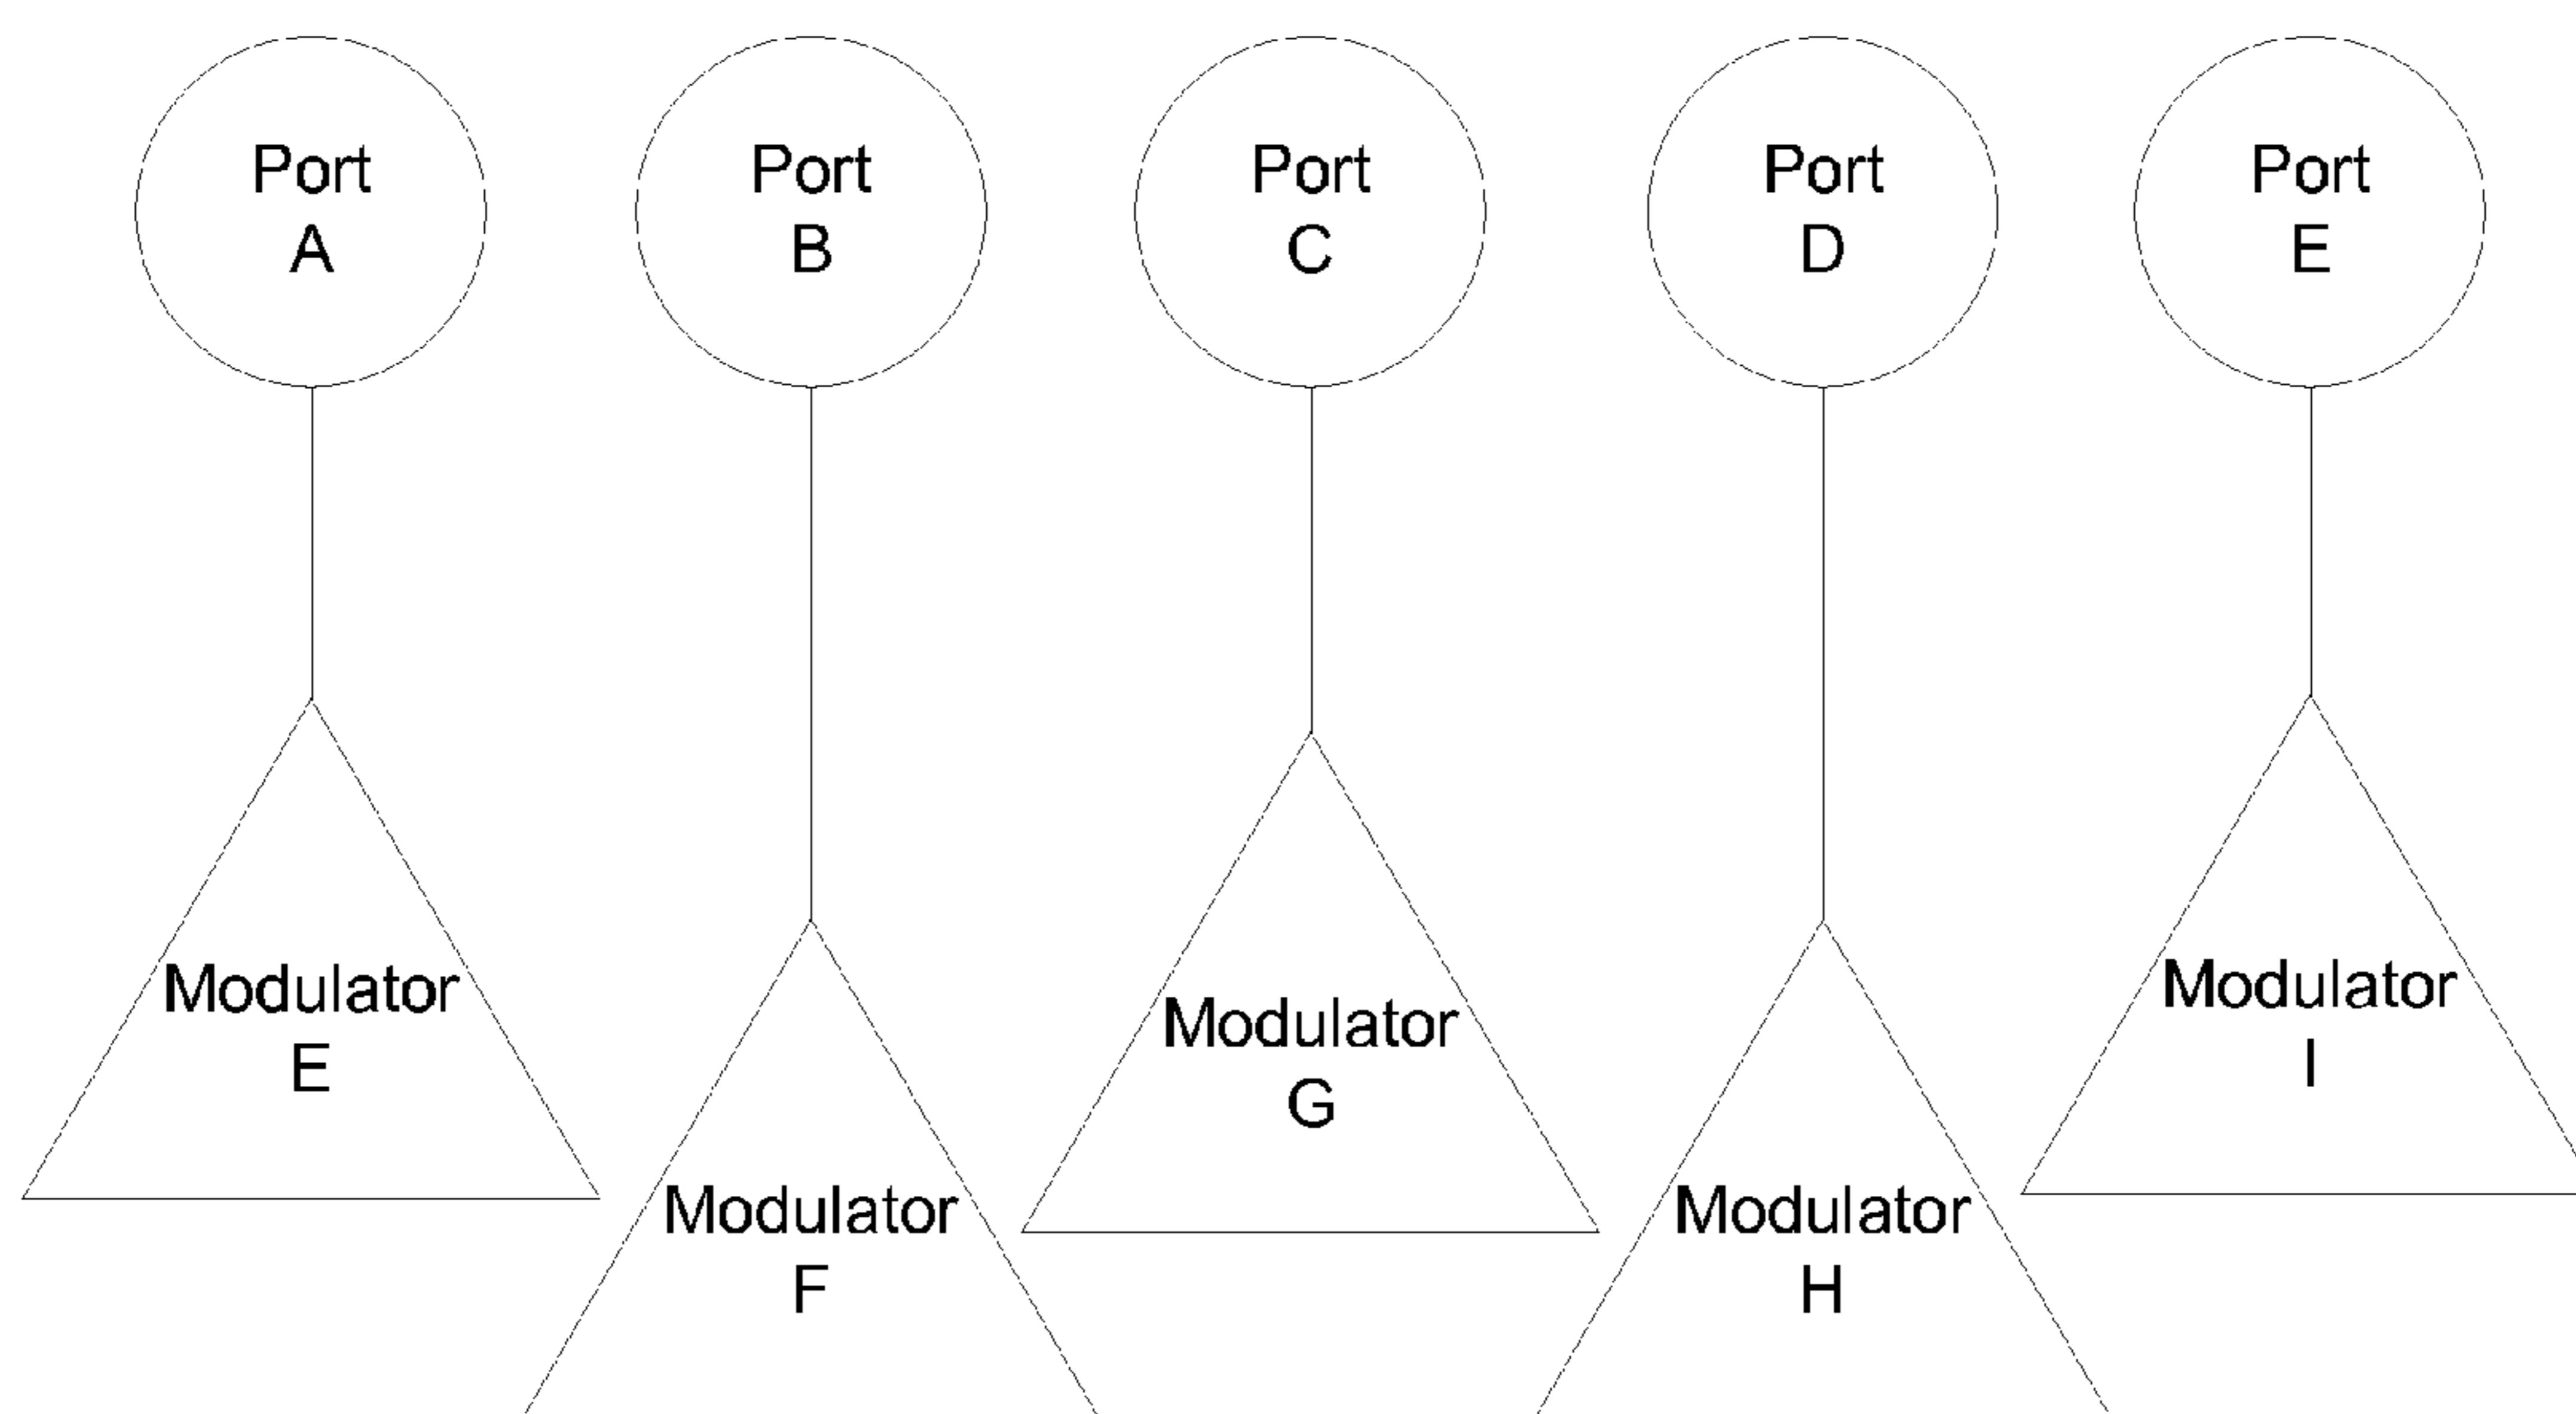 Port
A
Port
B
Port
C
Port
D
Port
E
Modulator
E
Modulator
F
Modulator
G
Modulator
H
Modulator
I